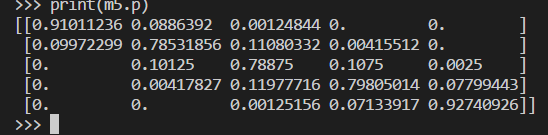 >>> print(m5.p)
[[0.91011236 0.0886392  0.00124844 0.         0.        ]
 [0.09972299 0.78531856 0.11080332 0.00415512 0.        ]
 [0.         0.10125    0.78875    0.1075     0.0025    ]
 [0.         0.00417827 0.11977716 0.79805014 0.07799443]
 [0.         0.         0.00125156 0.07133917 0.92740926]]
>>>